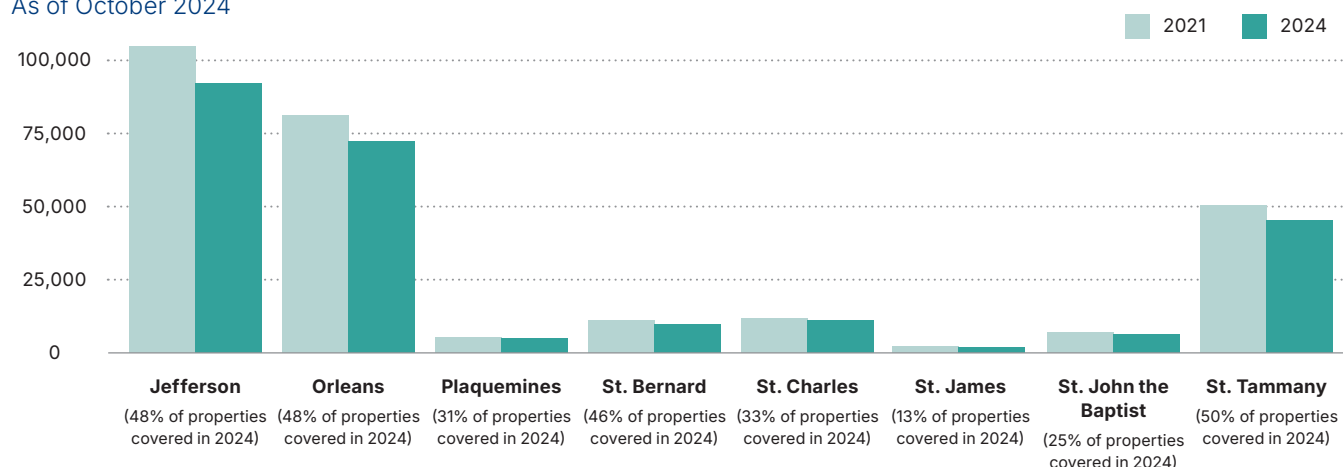 As of October 2024
2021
2024
100,000
75,000
50,000
25,000
0
Jefferson
(48% of properties
covered in 2024)
Orleans
(48% of properties
covered in 2024)
Plaquemines
(31% of properties
covered in 2024)
St. Bernard
(46% of properties
covered in 2024)
St. Charles
(33% of properties
covered in 2024)
St. James
(13% of properties
covered in 2024)
St. John the
Baptist
(25% of properties
covered in 2024)
St. Tammany
(50% of properties
covered in 2024)